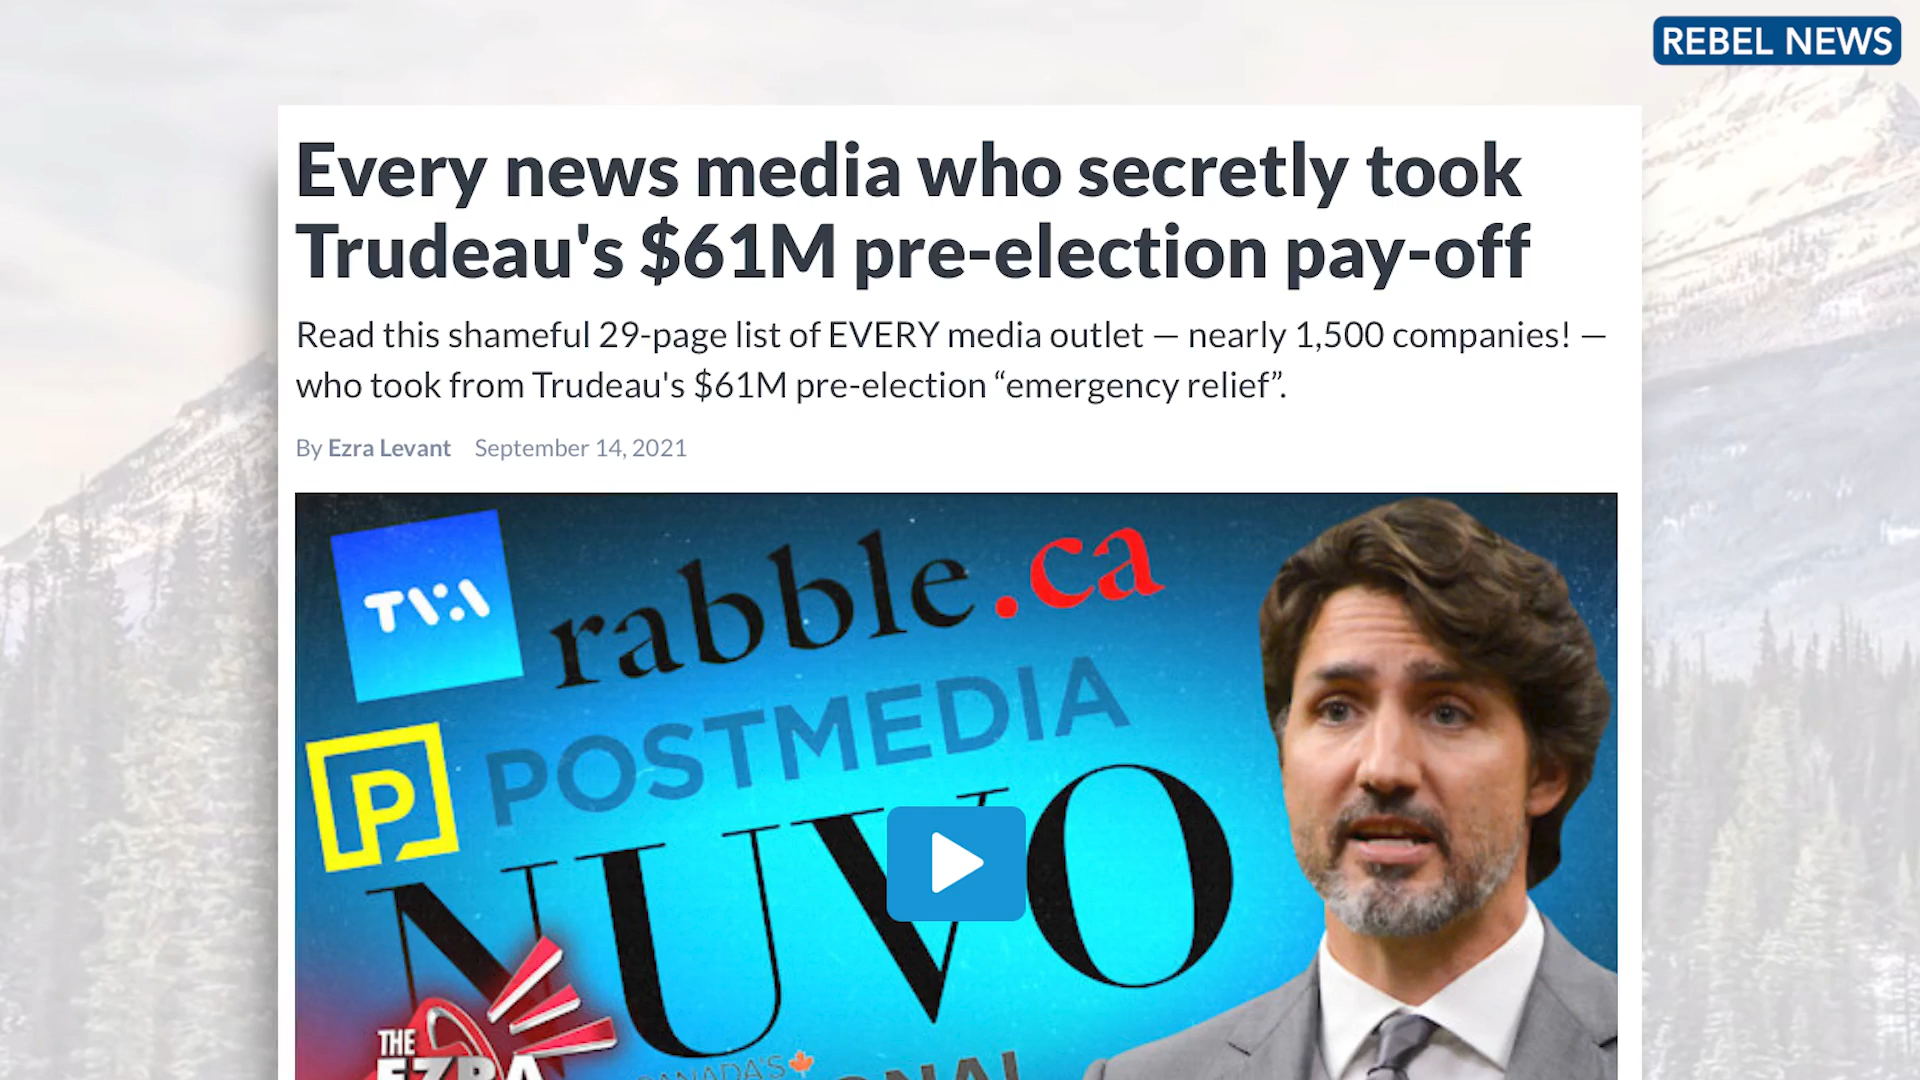 REBEL NEWS
Every news media who secretly took
Trudeau's $61M pre-election pay-off
Read this shameful 29-page list of EVERY media outlet — nearly 1,500 companies! —
who took from Trudeau's $61M pre-election “emergency relief”.
By Ezra Levant September 14, 2021
TVA
rabble.ca
P POSTMEDIA
NUVO
THE
EZRA
CANADA'S